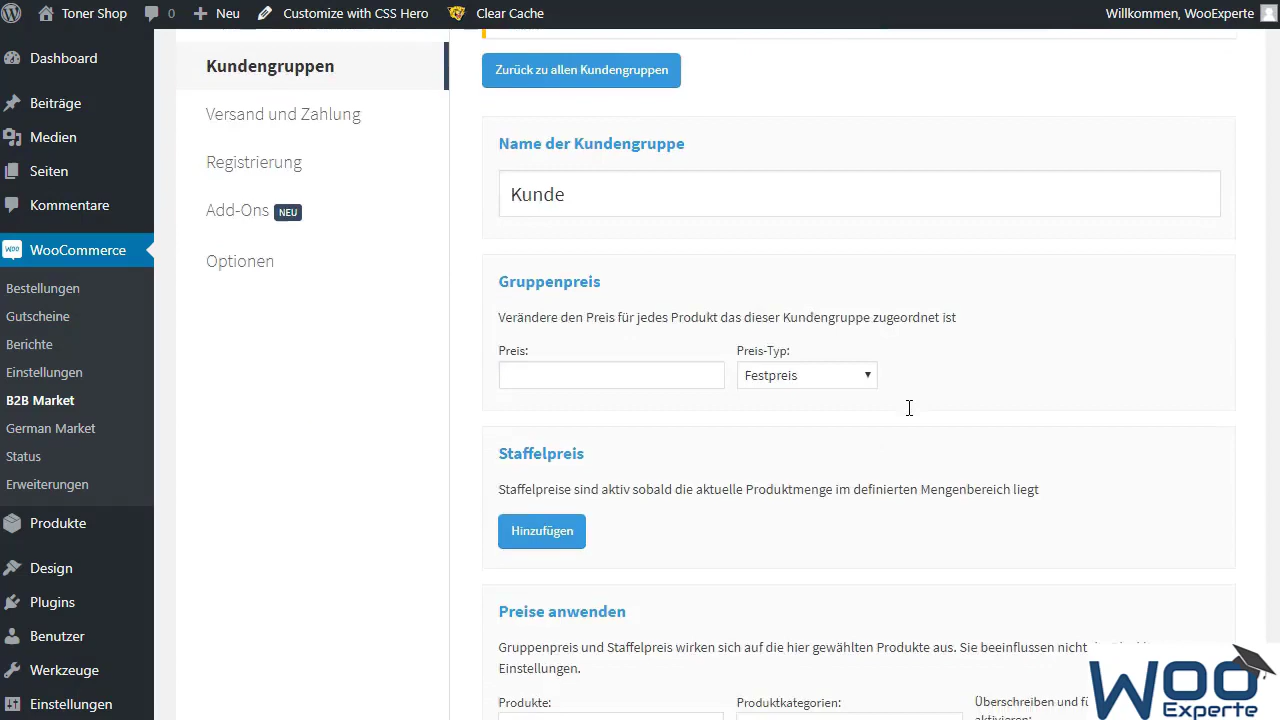 Toner Shop 0 Neu Customize with CSS Hero Clear Cache Willkommen, WooExperte
Dashboard
Beiträge
Medien
Seiten
Kommentare
WOO WooCommerce
Bestellungen
Gutscheine
Berichte
Einstellungen
B2B Market
German Market
Status
Erweiterungen
Produkte
Design
Plugins
Benutzer
Werkzeuge
Einstellungen
Kundengruppen
Versand und Zahlung
Registrierung
Add-Ons NEU
Optionen
Zurück zu allen Kundengruppen
Name der Kundengruppe
Kunde
Gruppenpreis
Verändere den Preis für jedes Produkt das dieser Kundengruppe zugeordnet ist
Preis: Preis-Typ:
Festpreis
Staffelpreis
Staffelpreise sind aktiv sobald die aktuelle Produktmenge im definierten Mengenbereich liegt
Hinzufügen
Preise anwenden
Gruppenpreis und Staffelpreis wirken sich auf die hier gewählten Produkte aus. Sie beeinflussen nicht
Einstellungen.
Produkte: Produktkategorien: Überschreiben und
aktivieren:
WOO
Experte